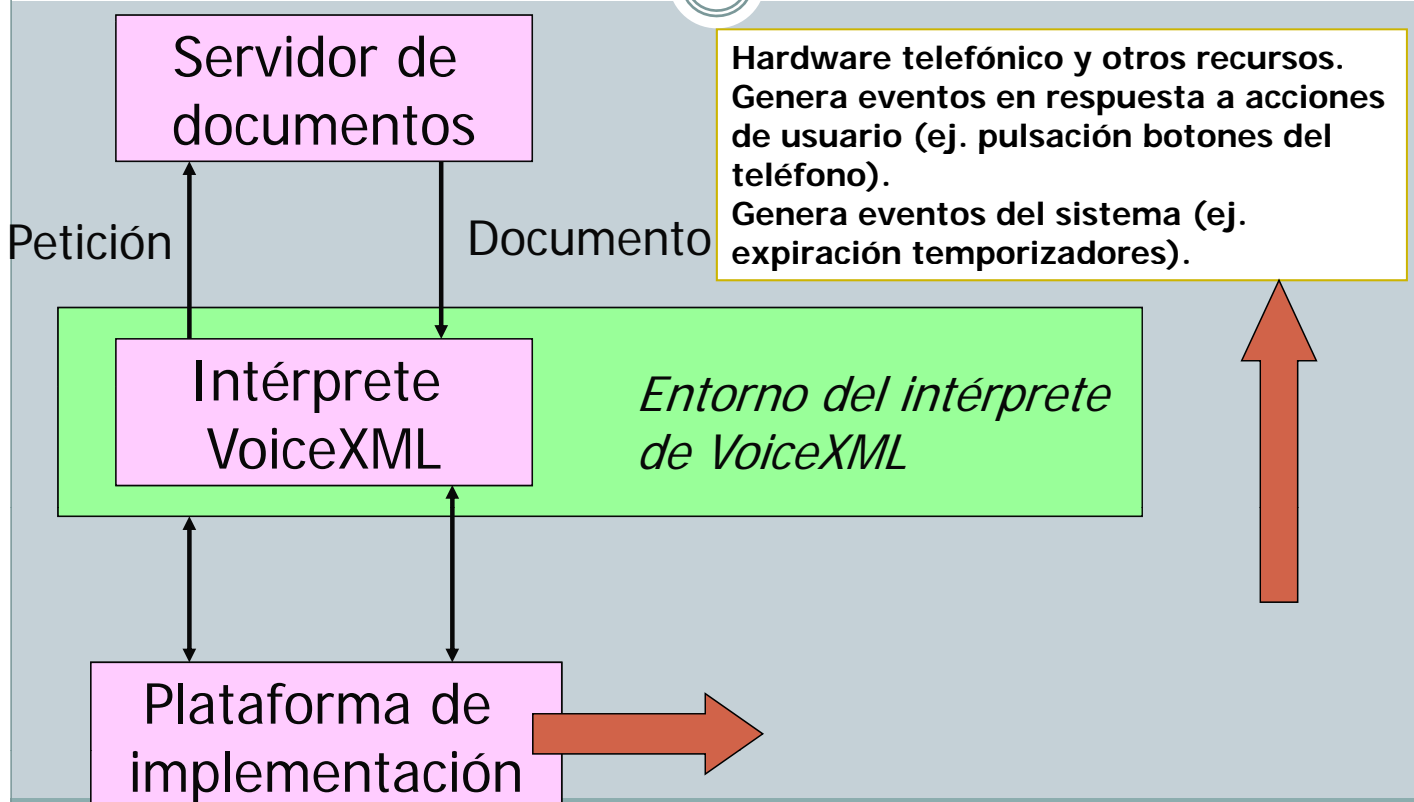 Servidor de
documentos
Hardware telefónico y otros recursos.
Genera eventos en respuesta a acciones
de usuario (ej. pulsación botones del
teléfono).
Genera eventos del sistema (ej.
expiración temporizadores).
Petición
Documento
Intérprete
VoiceXML
Entorno del intérprete
de VoiceXML
Plataforma de
implementación